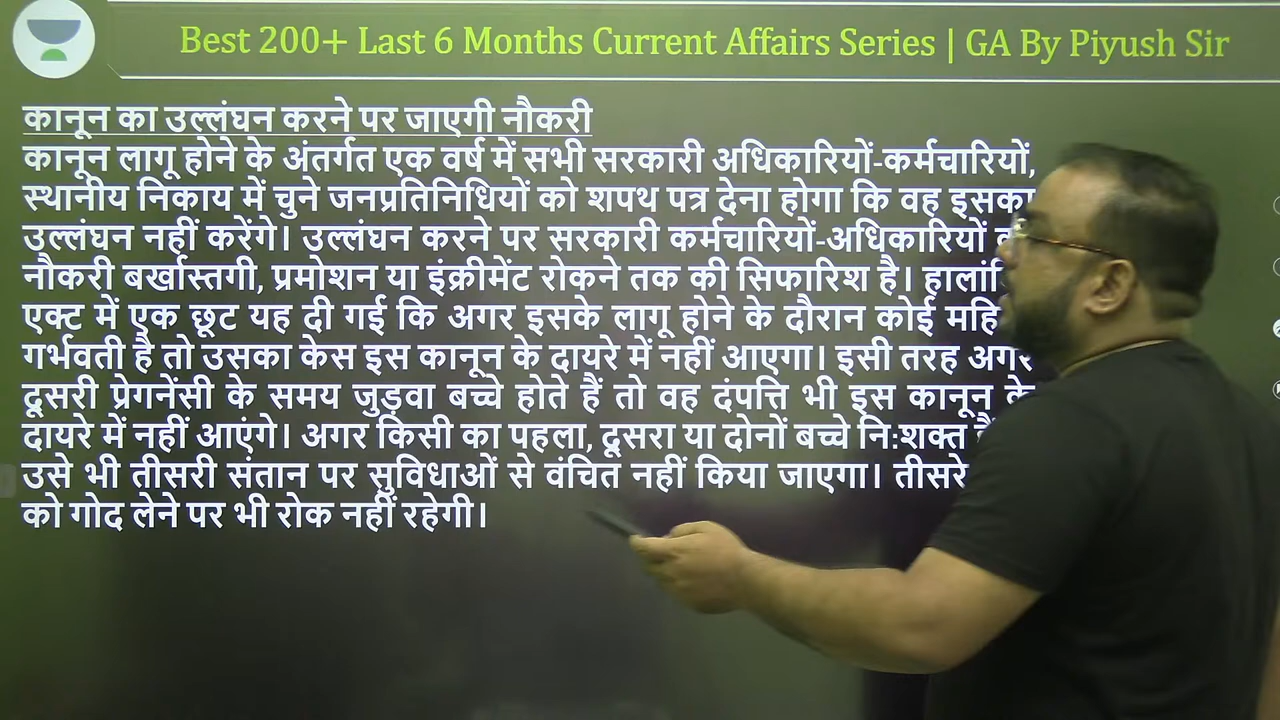 Best 200+ Last 6 Months Current Affairs Series | GA By Piyush Sir
कानून का उल्लंघन करने पर जाएगी नौकरी
कानून लागू होने के अंतर्गत एक वर्ष में सभी सरकारी अधिकारियों-कर्मचारियों,
स्थानीय निकाय में चुने जनप्रतिनिधियों को शपथ पत्र देना होगा कि वह इसका
उल्लंघन नहीं करेंगे। उल्लंघन करने पर सरकारी कर्मचारियों-अधिकारियों
नौकरी बर्खास्तगी, प्रमोशन या इंक्रीमेंट रोकने तक की सिफारिश है।
एक्ट में एक छूट यह दी गई कि अगर इसके लागू होने के दौरान कोई
गर्भवती है तो उसका केस इस कानून के दायरे में नहीं आएगा। इसी तरह अगर
दूसरी प्रेगनेंसी के समय जुड़वा बच्चे होते हैं तो वह दंपत्ति भी इस कानून के
दायरे में नहीं आएंगे। अगर किसी का पहला, दूसरा या दोनों बच्चे नि:शक्त
उसे भी तीसरी संतान पर सुविधाओं से वंचित नहीं किया जाएगा। तीसरे
को गोद लेने पर भी रोक नहीं रहेगी।